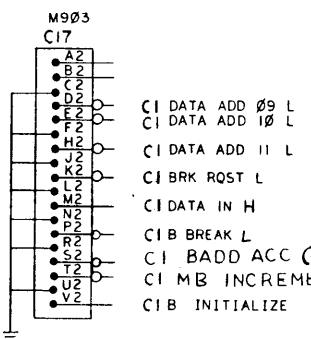 M9Ø3
C17
A2
B2
C2
D2
E2
F2
H2
J2
K2
L2
M2
N2
P2
R2
S2
T2
U2
V2
C1 DATA ADD Ø9 L
C1 DATA ADD 1Ø L
C1 DATA ADD 11 L
C1 BRK RQST L
C1 DATA IN H
C1 B BREAK L
C1 BADD ACC (
C1 MB INCREME
C1B INITIALIZE